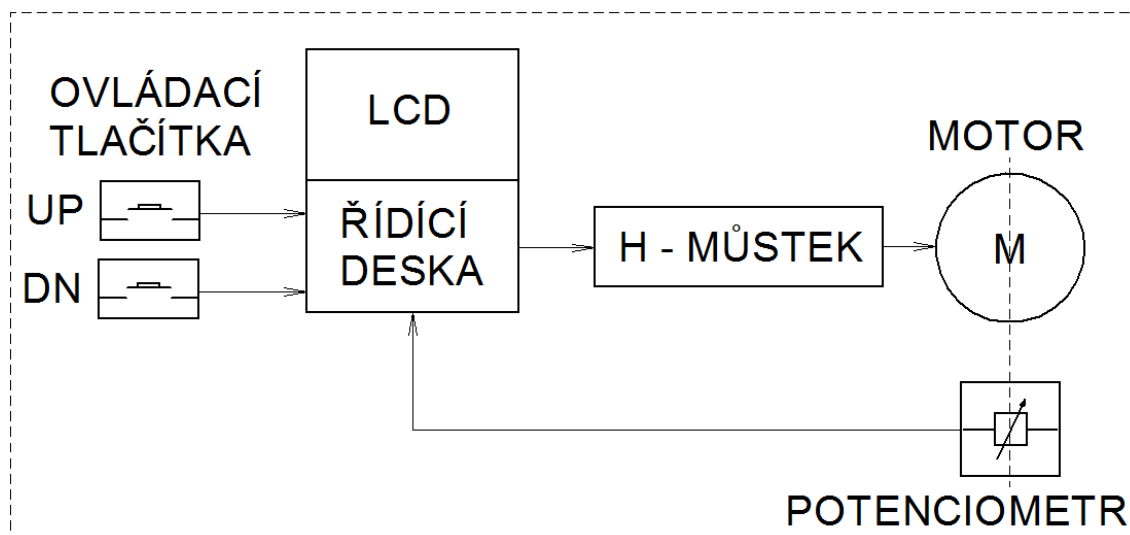 OVLÁDACÍ
TLAČÍTKA
UP
DN
LCD
ŘÍDÍCÍ
DESKA
H - MŮSTEK
MOTOR
M
POTENCIOMETR